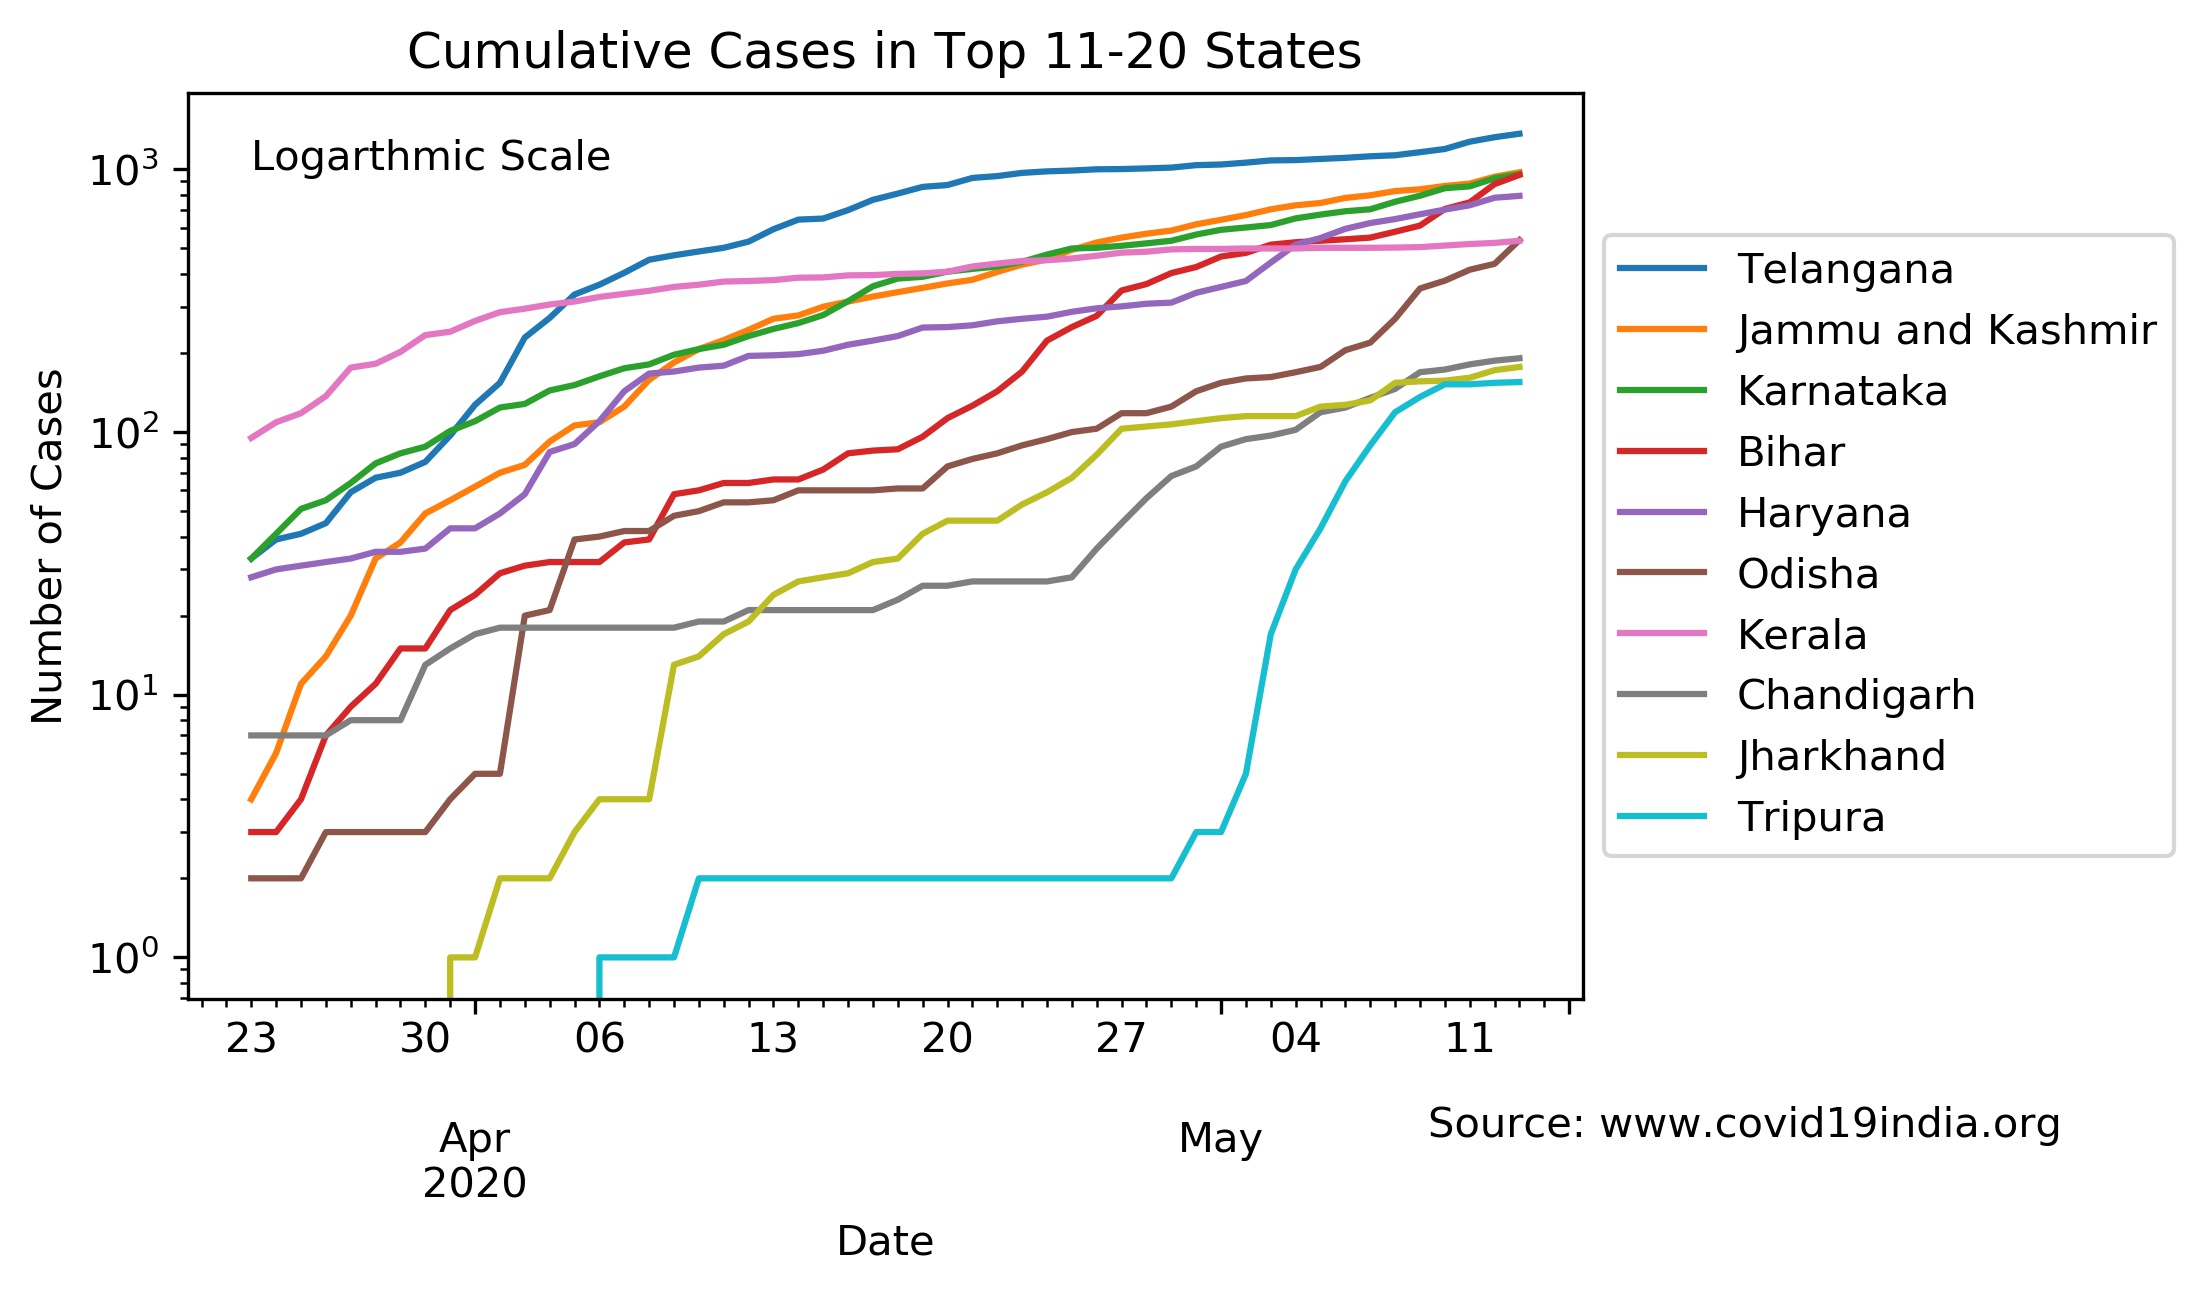 Cumulative Cases in Top 11-20 States
Logarthmic Scale
Number of Cases
10³
10²
10¹
10⁰
23 30 06 13 20 27 04 11
Apr May
2020
Date
Telangana
Jammu and Kashmir
Karnataka
Bihar
Haryana
Odisha
Kerala
Chandigarh
Jharkhand
Tripura
Source: www.covid19india.org